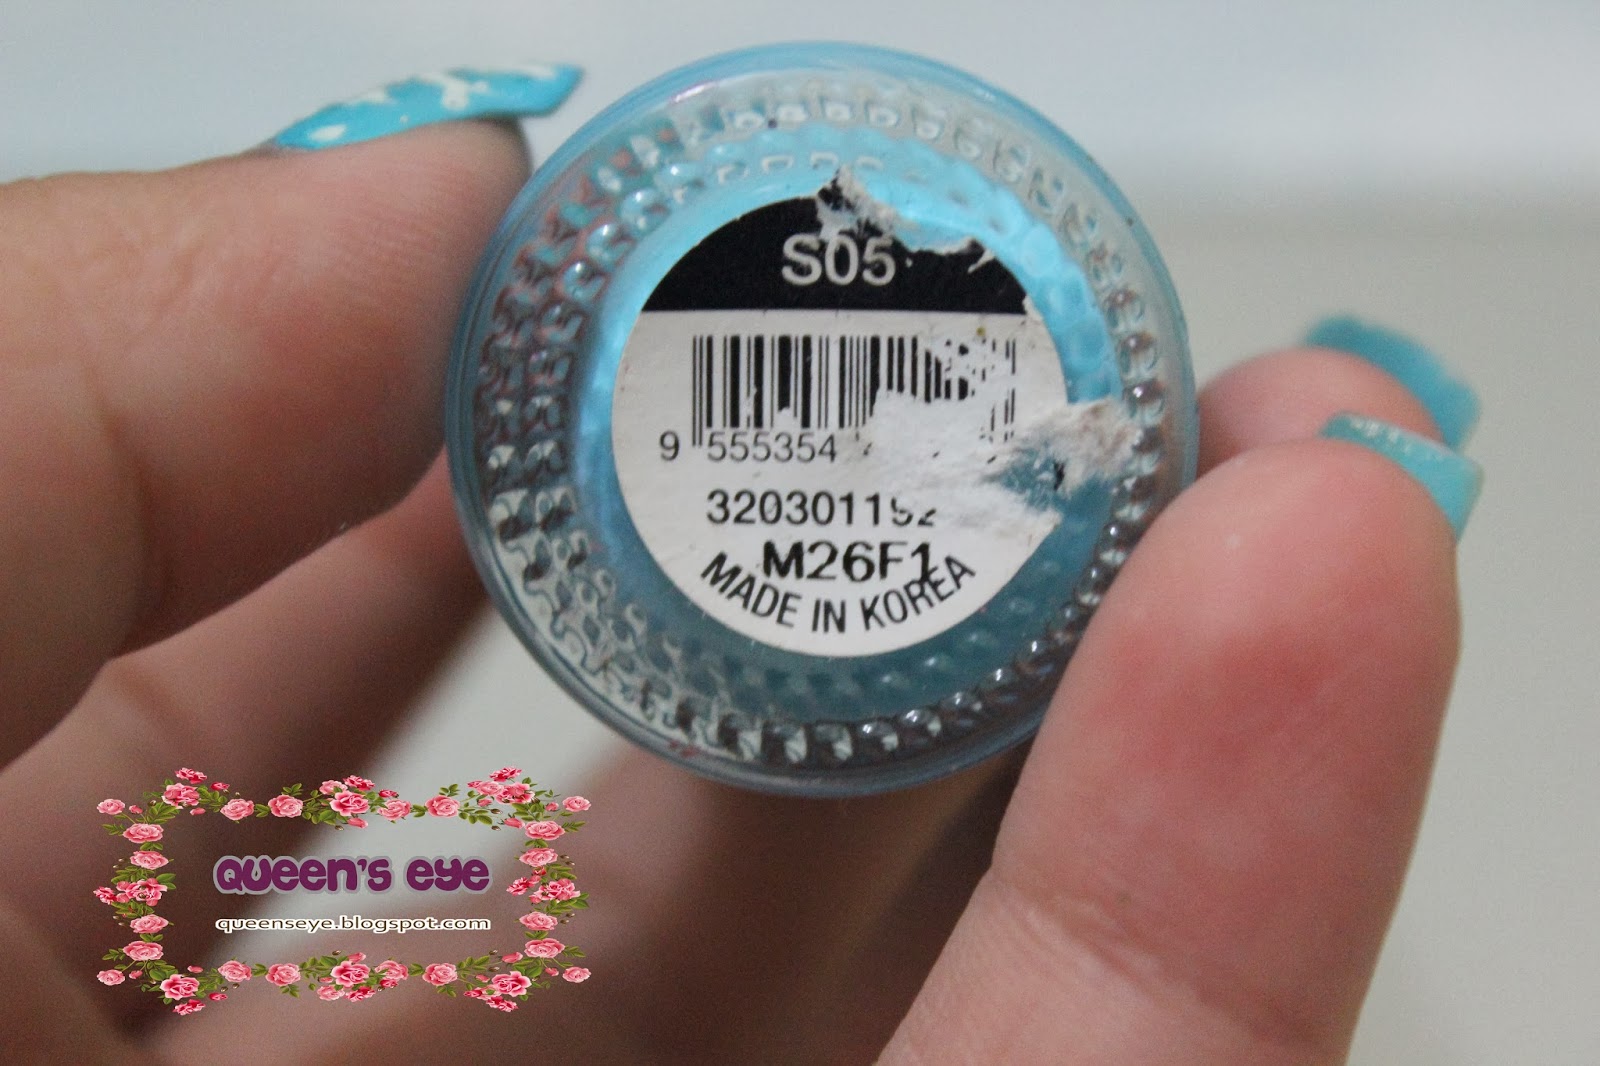 S05
9 555354
320301192
M26F1
MADE IN KOREA
QUEEN'S EYE
queenseye.blogspot.com